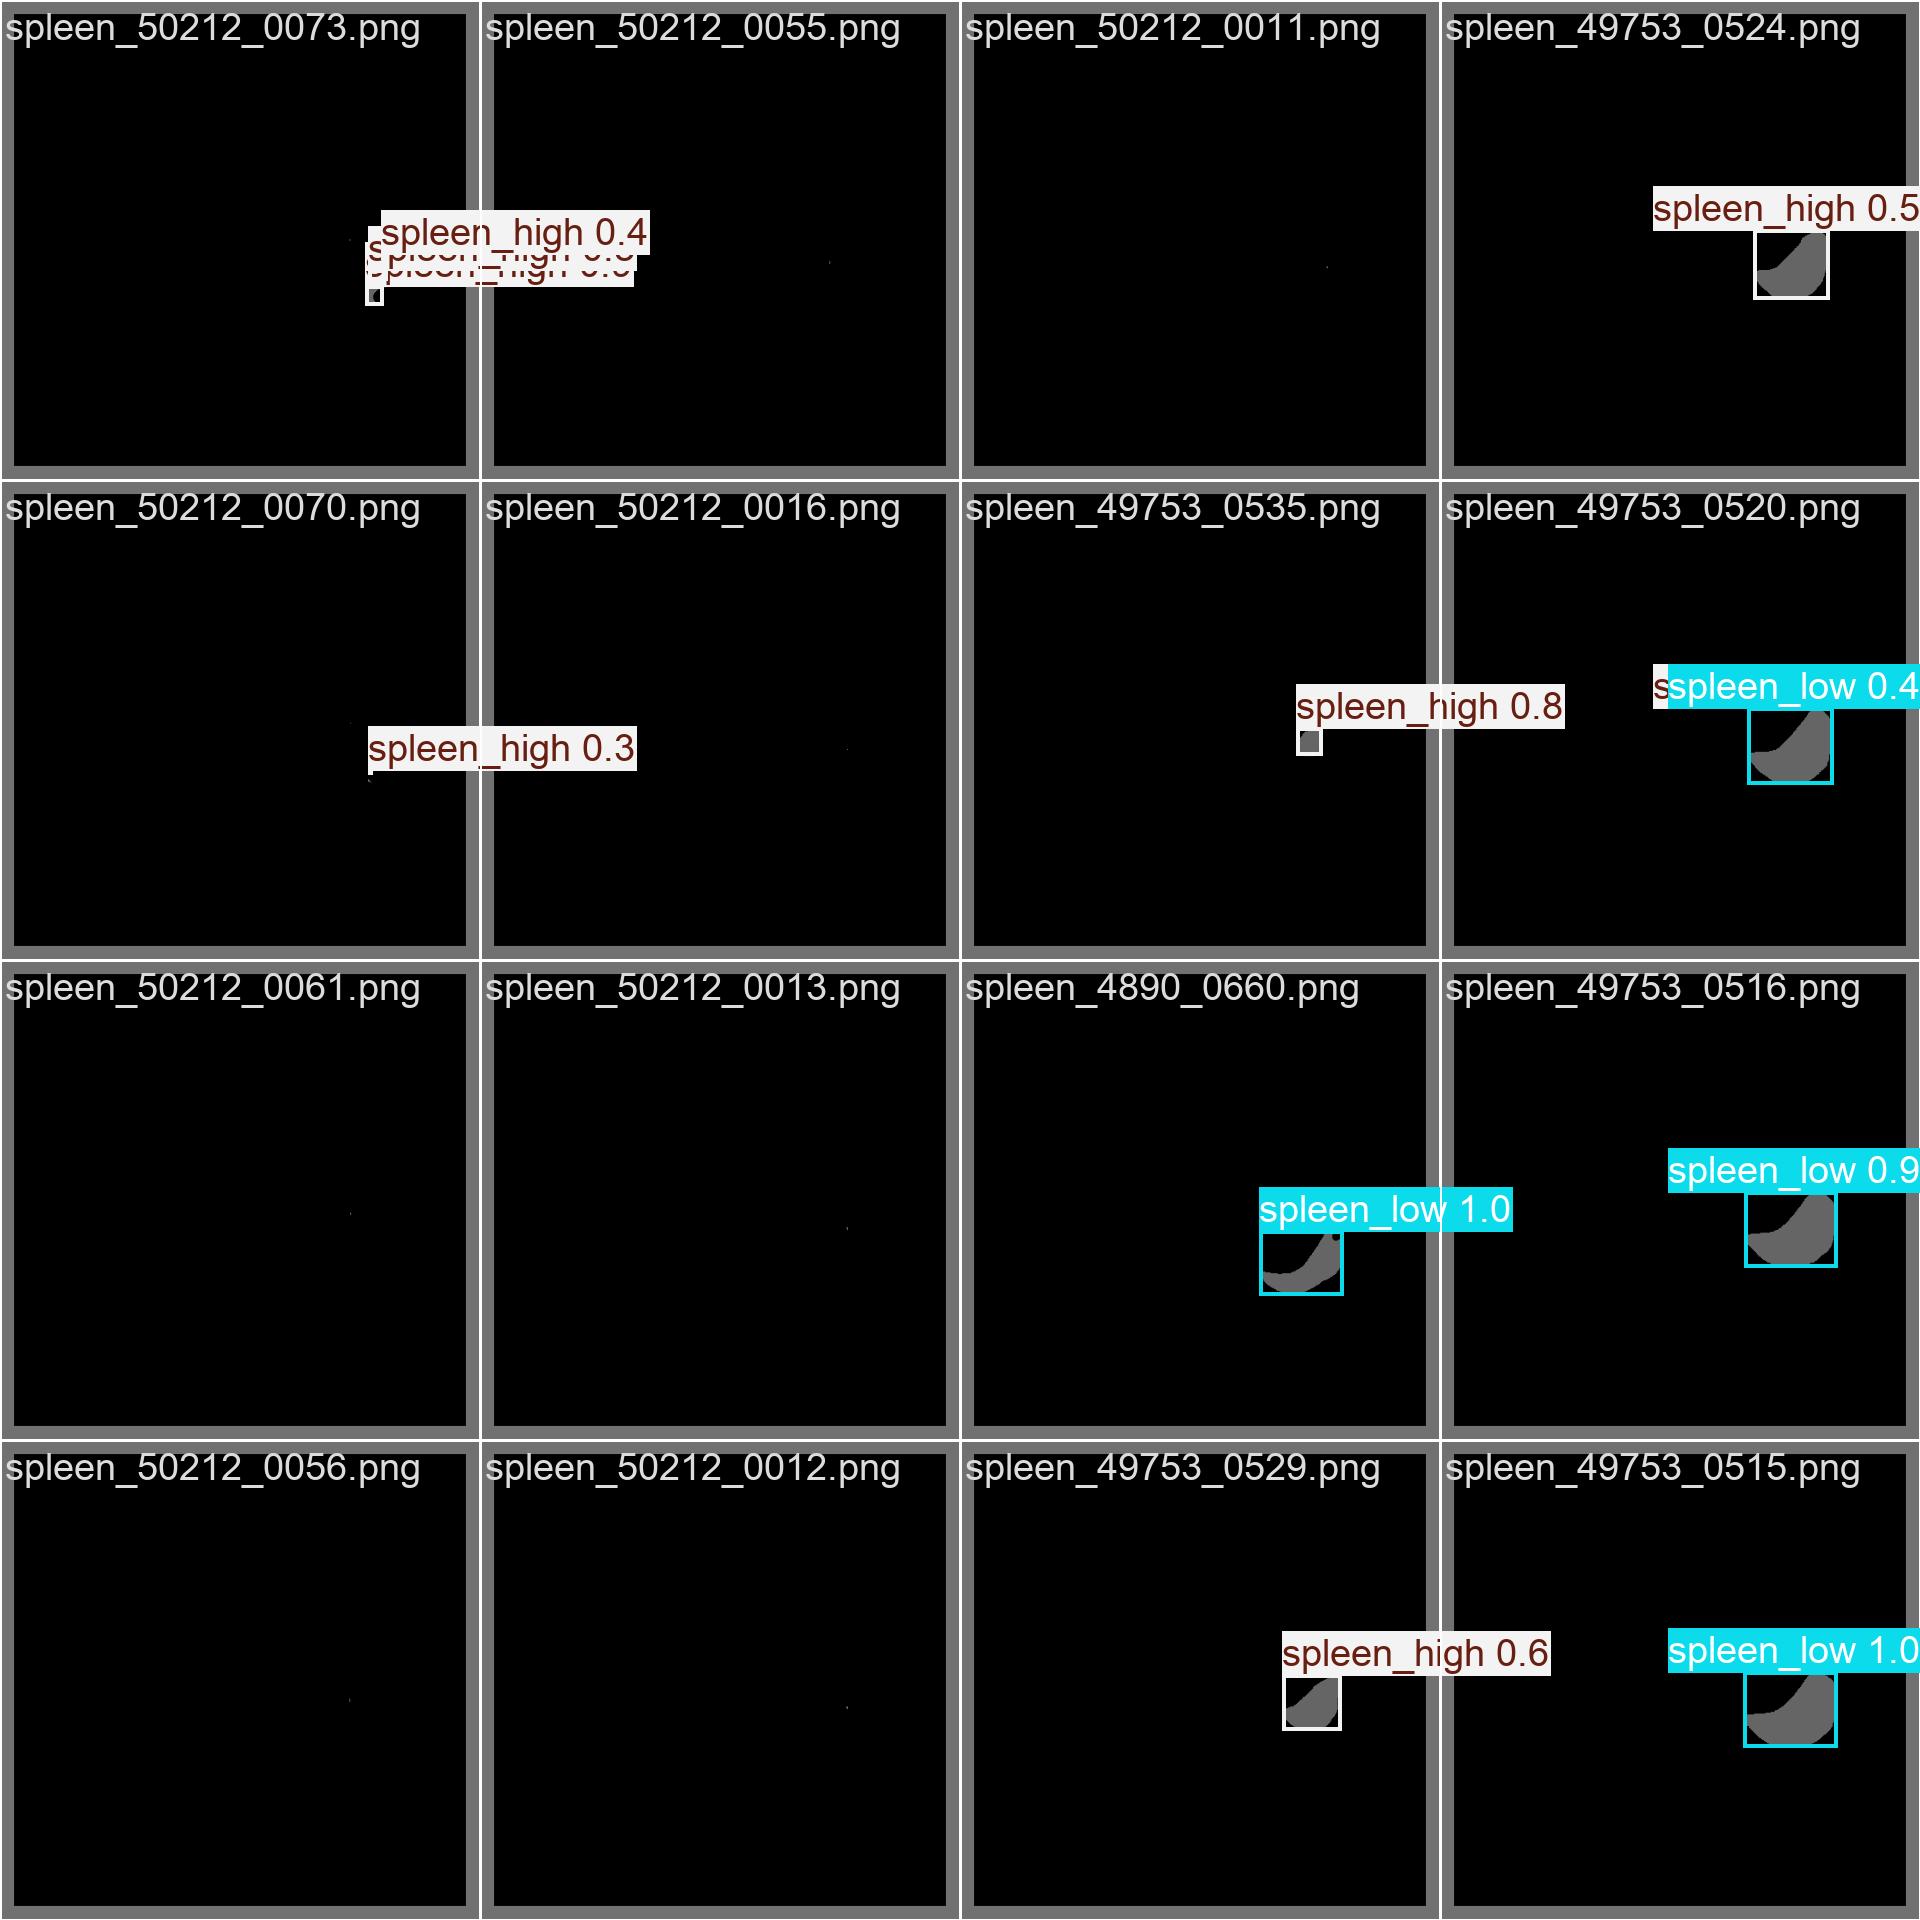 spleen_50212_0073.png
spleen_50212_0055.png
spleen_50212_0011.png
spleen_49753_0524.png
spleen_high 0.4
spleen_high 0.5
spleen_50212_0070.png
spleen_50212_0016.png
spleen_49753_0535.png
spleen_49753_0520.png
spleen_high 0.3
spleen_high 0.8
spleen_low 0.4
spleen_50212_0061.png
spleen_50212_0013.png
spleen_4890_0660.png
spleen_49753_0516.png
spleen_low 1.0
spleen_low 0.9
spleen_50212_0056.png
spleen_50212_0012.png
spleen_49753_0529.png
spleen_49753_0515.png
spleen_high 0.6
spleen_low 1.0